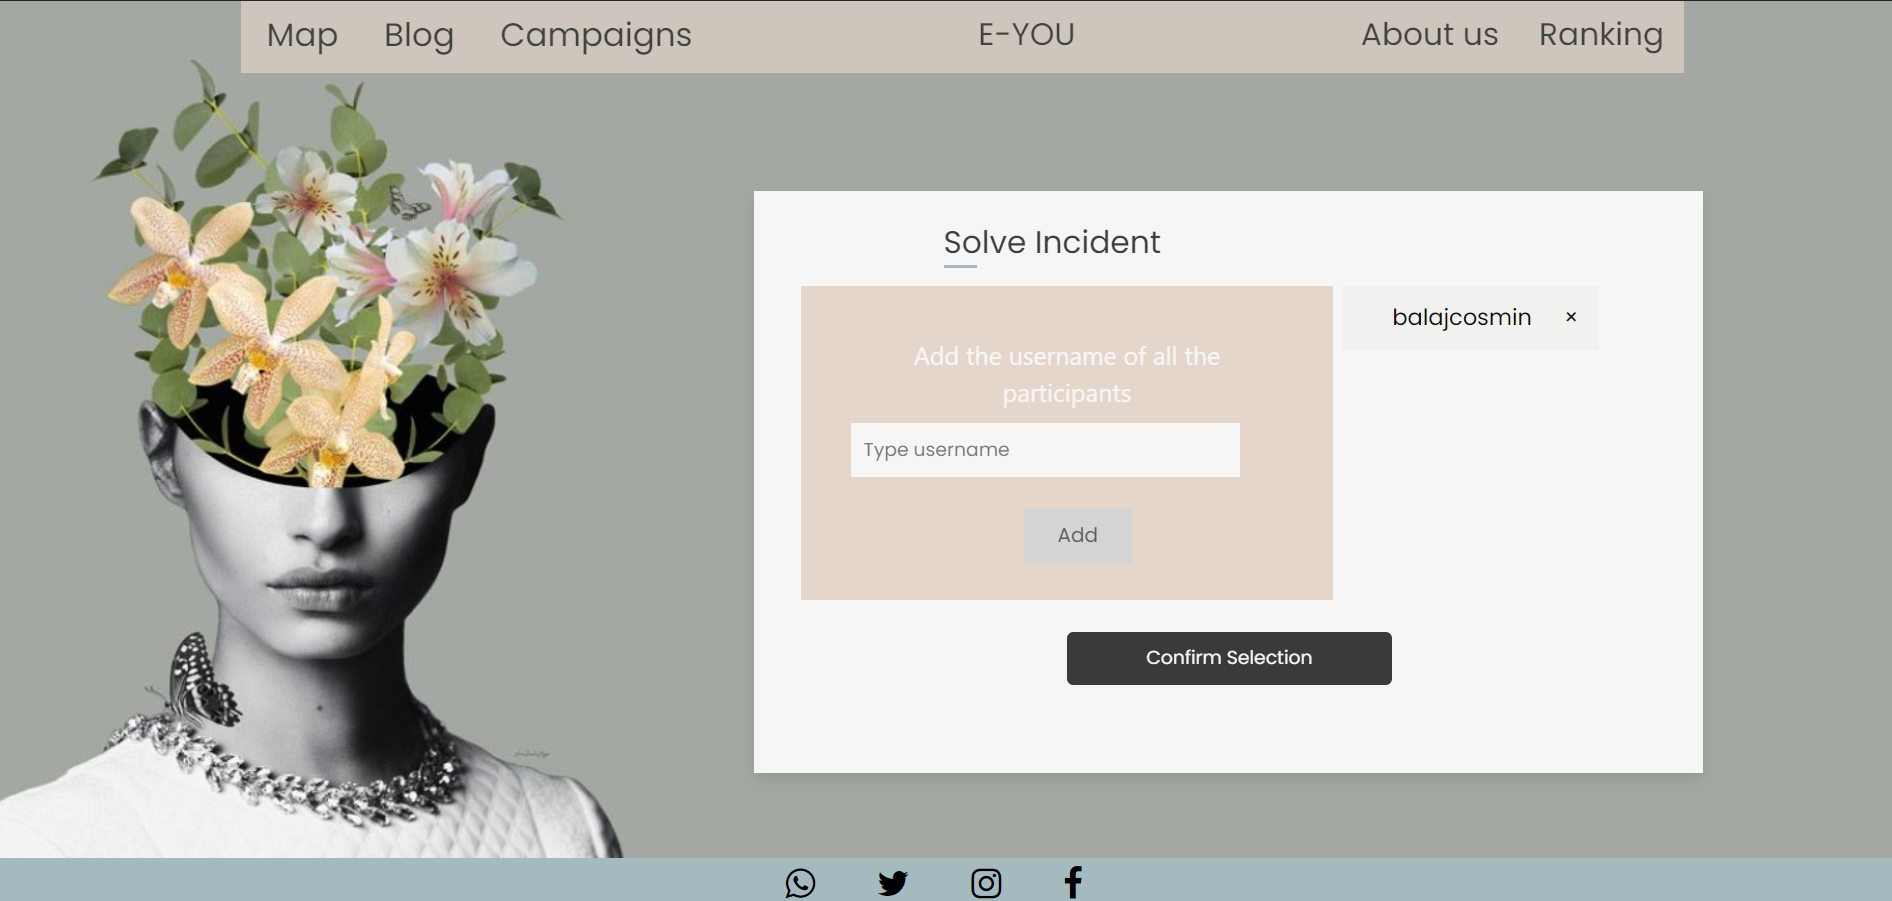 Map Blog Campaigns E-YOU About us Ranking
Solve Incident
balajcosmin ×
Add the username of all the
participants
Type username
Add
Confirm Selection